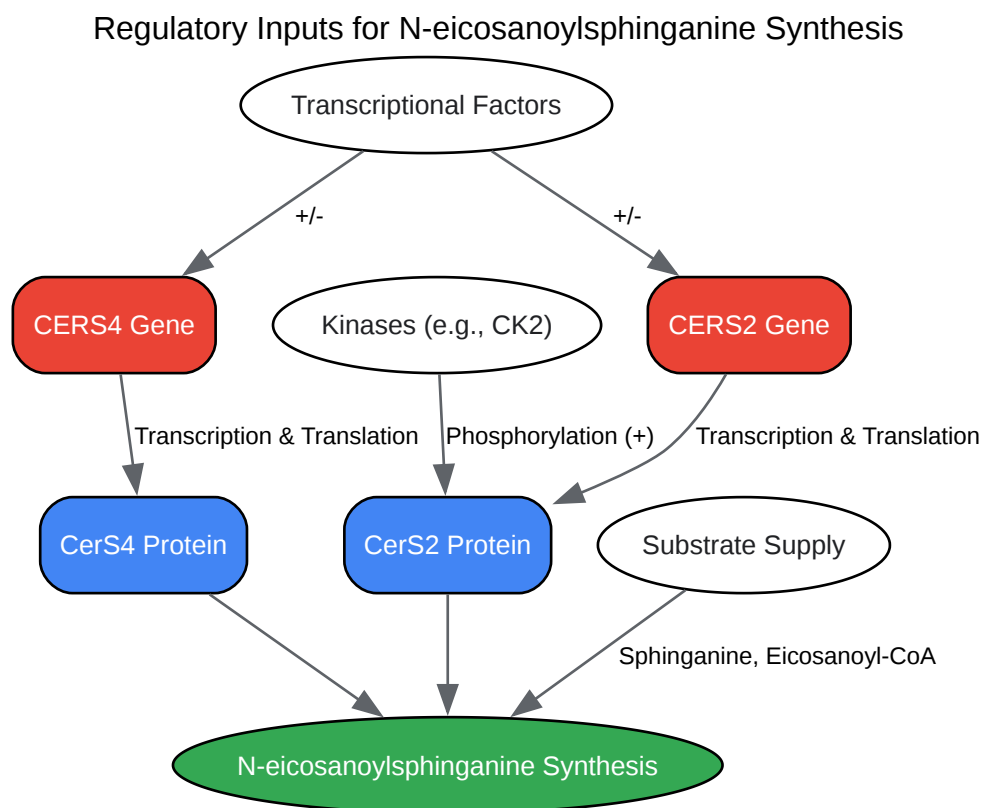 Regulatory Inputs for N-eicosanoylsphinganine Synthesis
Transcriptional Factors
+/-
+/-
CERS4 Gene
Kinases (e.g., CK2)
CERS2 Gene
Transcription & Translation
Phosphorylation (+)
Transcription & Translation
CerS4 Protein
CerS2 Protein
Substrate Supply
Sphinganine, Eicosanoyl-CoA
N-eicosanoylsphinganine Synthesis